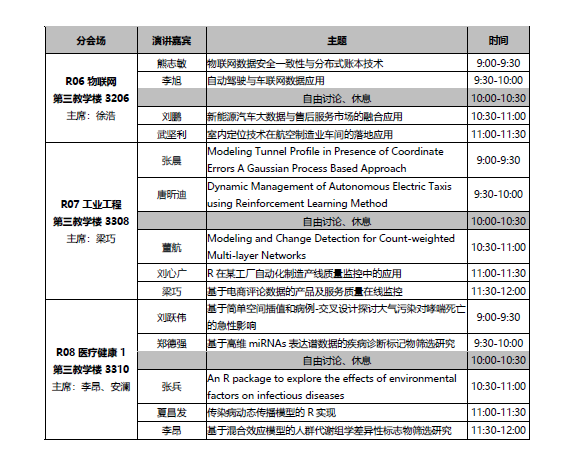 分会场 演讲嘉宾 主题 时间
R06 物联网
第三教学楼 3206
主席：徐浩
熊志敏 物联网数据安全一致性与分布式账本技术 9:00-9:30
李旭 自动驾驶与车联网数据应用 9:30-10:00
自由讨论、休息 10:00-10:30
刘鹏 新能源汽车大数据与售后服务市场的融合应用 10:30-11:00
武坚利 室内定位技术在航空制造业车间的落地应用 11:00-11:30
R07 工业工程
第三教学楼 3308
主席：梁巧
张晨 Modeling Tunnel Profile in Presence of Coordinate
Errors A Gaussian Process Based Approach 9:00-9:30
唐昕迪 Dynamic Management of Autonomous Electric Taxis
using Reinforcement Learning Method 9:30-10:00
自由讨论、休息 10:00-10:30
董航 Modeling and Change Detection for Count-weighted
Multi-layer Networks 10:30-11:00
刘心广 R 在某工厂自动化制造产线质量监控中的应用 11:00-11:30
梁巧 基于电商评论数据的产品及服务质量在线监控 11:30-12:00
R08 医疗健康 1
第三教学楼 3310
主席：李昂、安澜
刘跃伟 基于简单空间插值和病例-交叉设计探讨大气污染对哮喘死亡
的急性影响 9:00-9:30
郑德强 基于高维 miRNAs 表达谱数据的疾病诊断标记物筛选研究 9:30-10:00
自由讨论、休息 10:00-10:30
张兵 An R package to explore the effects of environmental
factors on infectious diseases 10:30-11:00
夏昌发 传染病动态传播模型的 R 实现 11:00-11:30
李昂 基于混合效应模型的人群代谢组学差异性标志物筛选研究 11:30-12:00